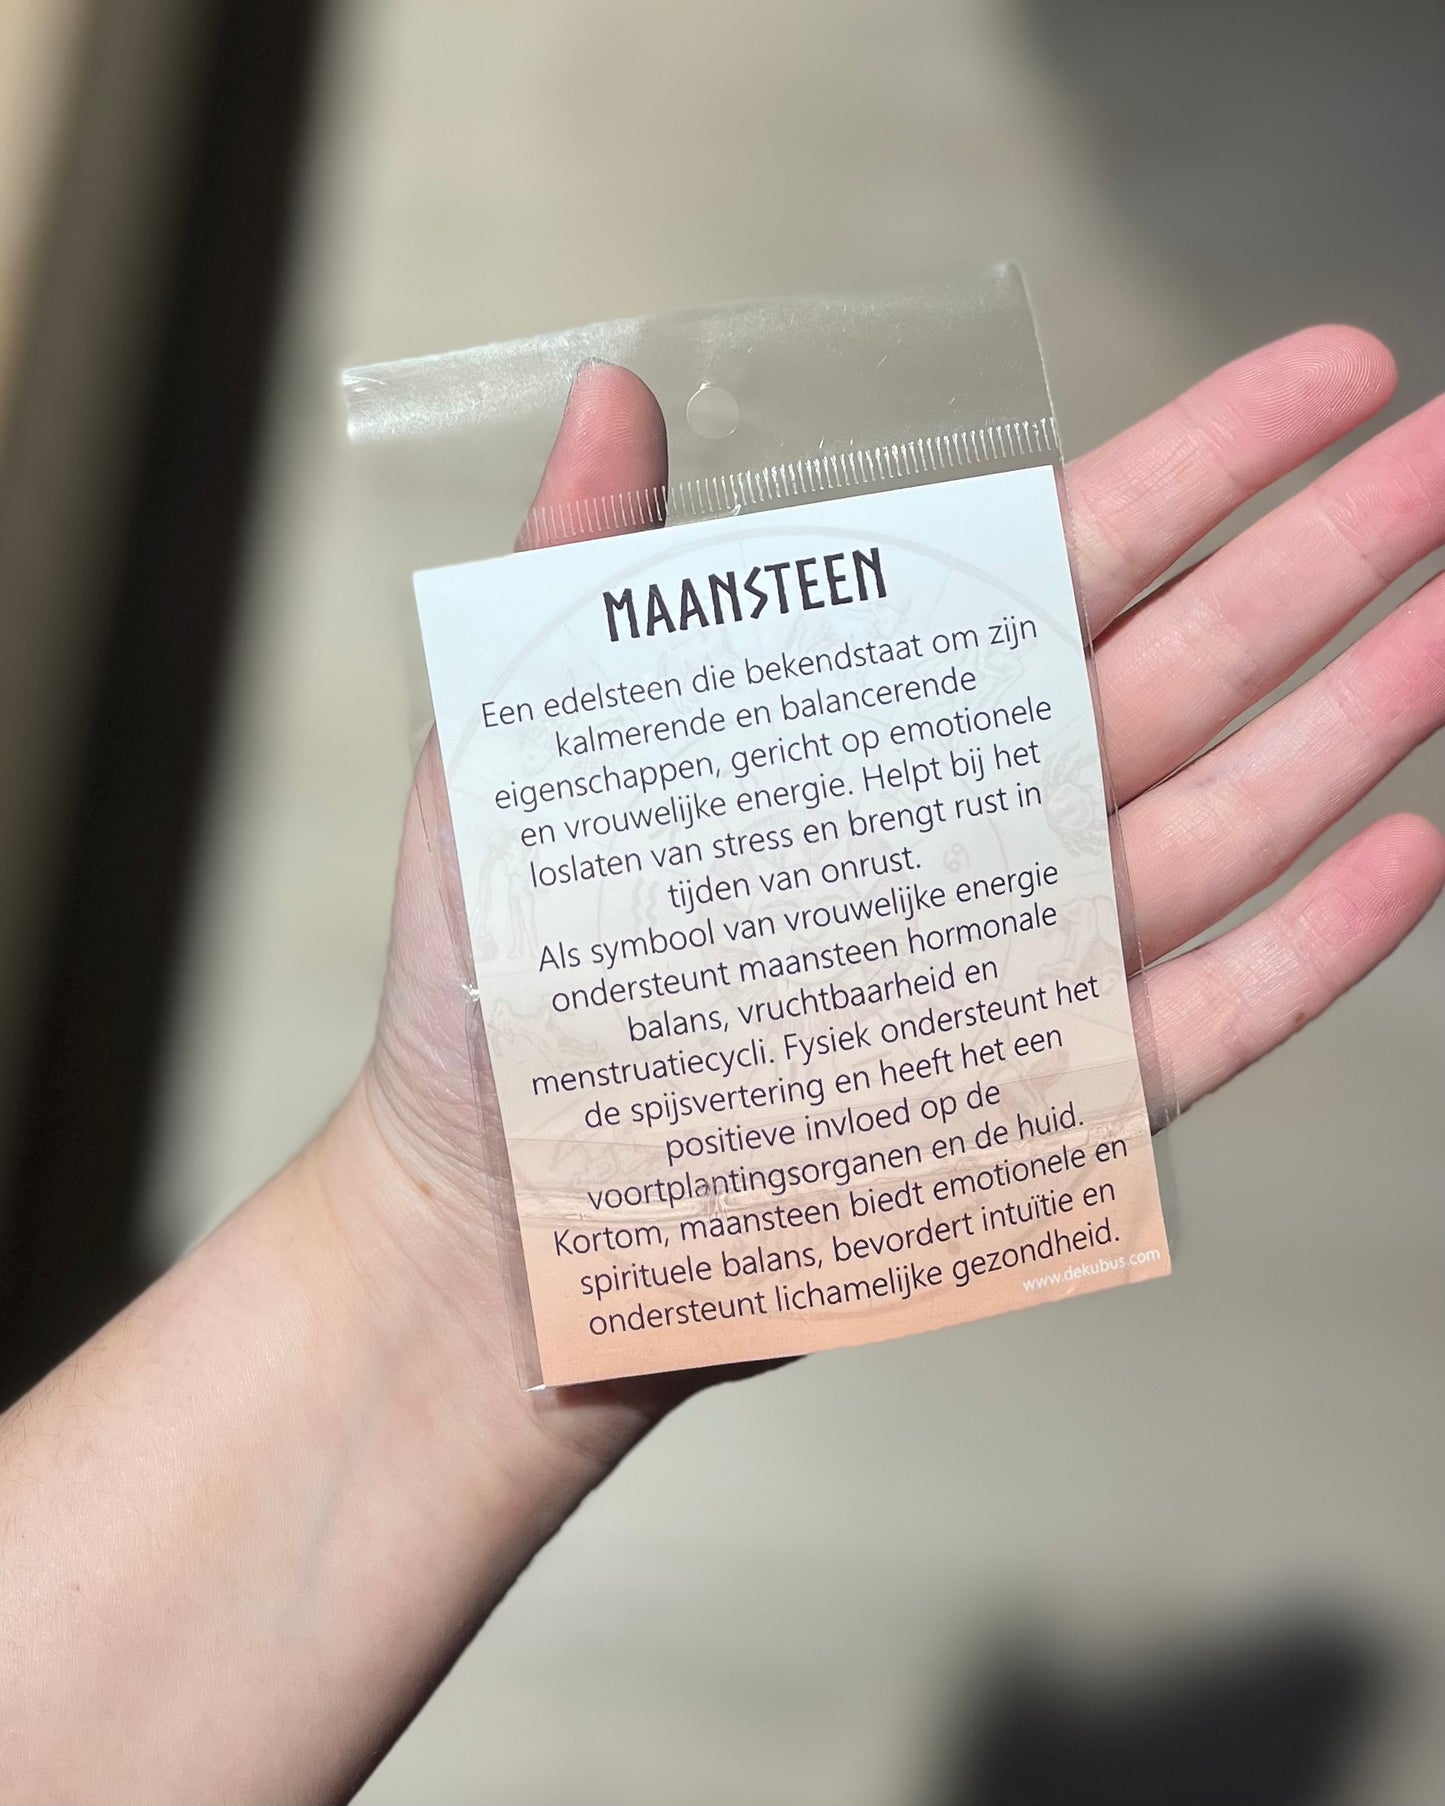 MAANSTEEN
Een edelsteen die bekendstaat om zijn
kalmerende en balancerende
eigenschappen, gericht op emotionele
en vrouwelijke energie. Helpt bij het
loslaten van stress en brengt rust in
tijden van onrust.
Als symbool van vrouwelijke energie
ondersteunt maansteen hormonale
balans, vruchtbaarheid en
menstruatiecycli. Fysiek ondersteunt het
de spijsvertering en heeft het een
positieve invloed op de
voortplantingsorganen en de huid.
Kortom, maansteen biedt emotionele en
spirituele balans, bevordert intuïtie en
ondersteunt lichamelijke gezondheid.
www.dekubus.com